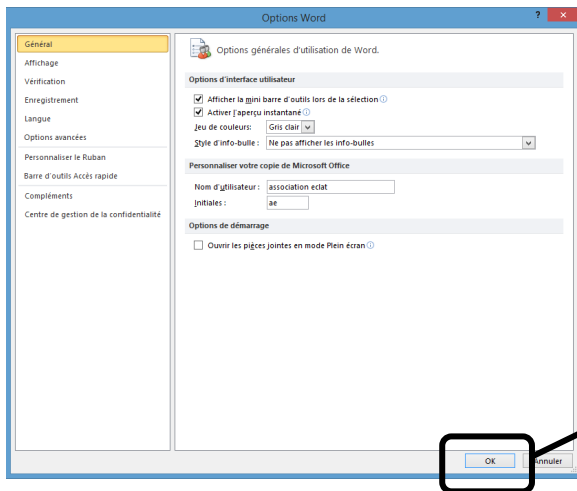 Options Word
?
Général
Affichage
Vérification
Enregistrement
Langue
Options avancées
Personnaliser le Ruban
Barre d'outils Accès rapide
Compléments
Centre de gestion de la confidentialité
Options générales d'utilisation de Word.
Options d'interface utilisateur
Afficher la mini barre d'outils lors de la sélection
Activer l'aperçu instantané
Jeu de couleurs: Gris clair
Style d'info-bulle : Ne pas afficher les info-bulles
Personnaliser votre copie de Microsoft Office
Nom d'utilisateur : association eclat
Initiales : ae
Options de démarrage
Ouvrir les pièces jointes en mode Plein écran
OK Annuler